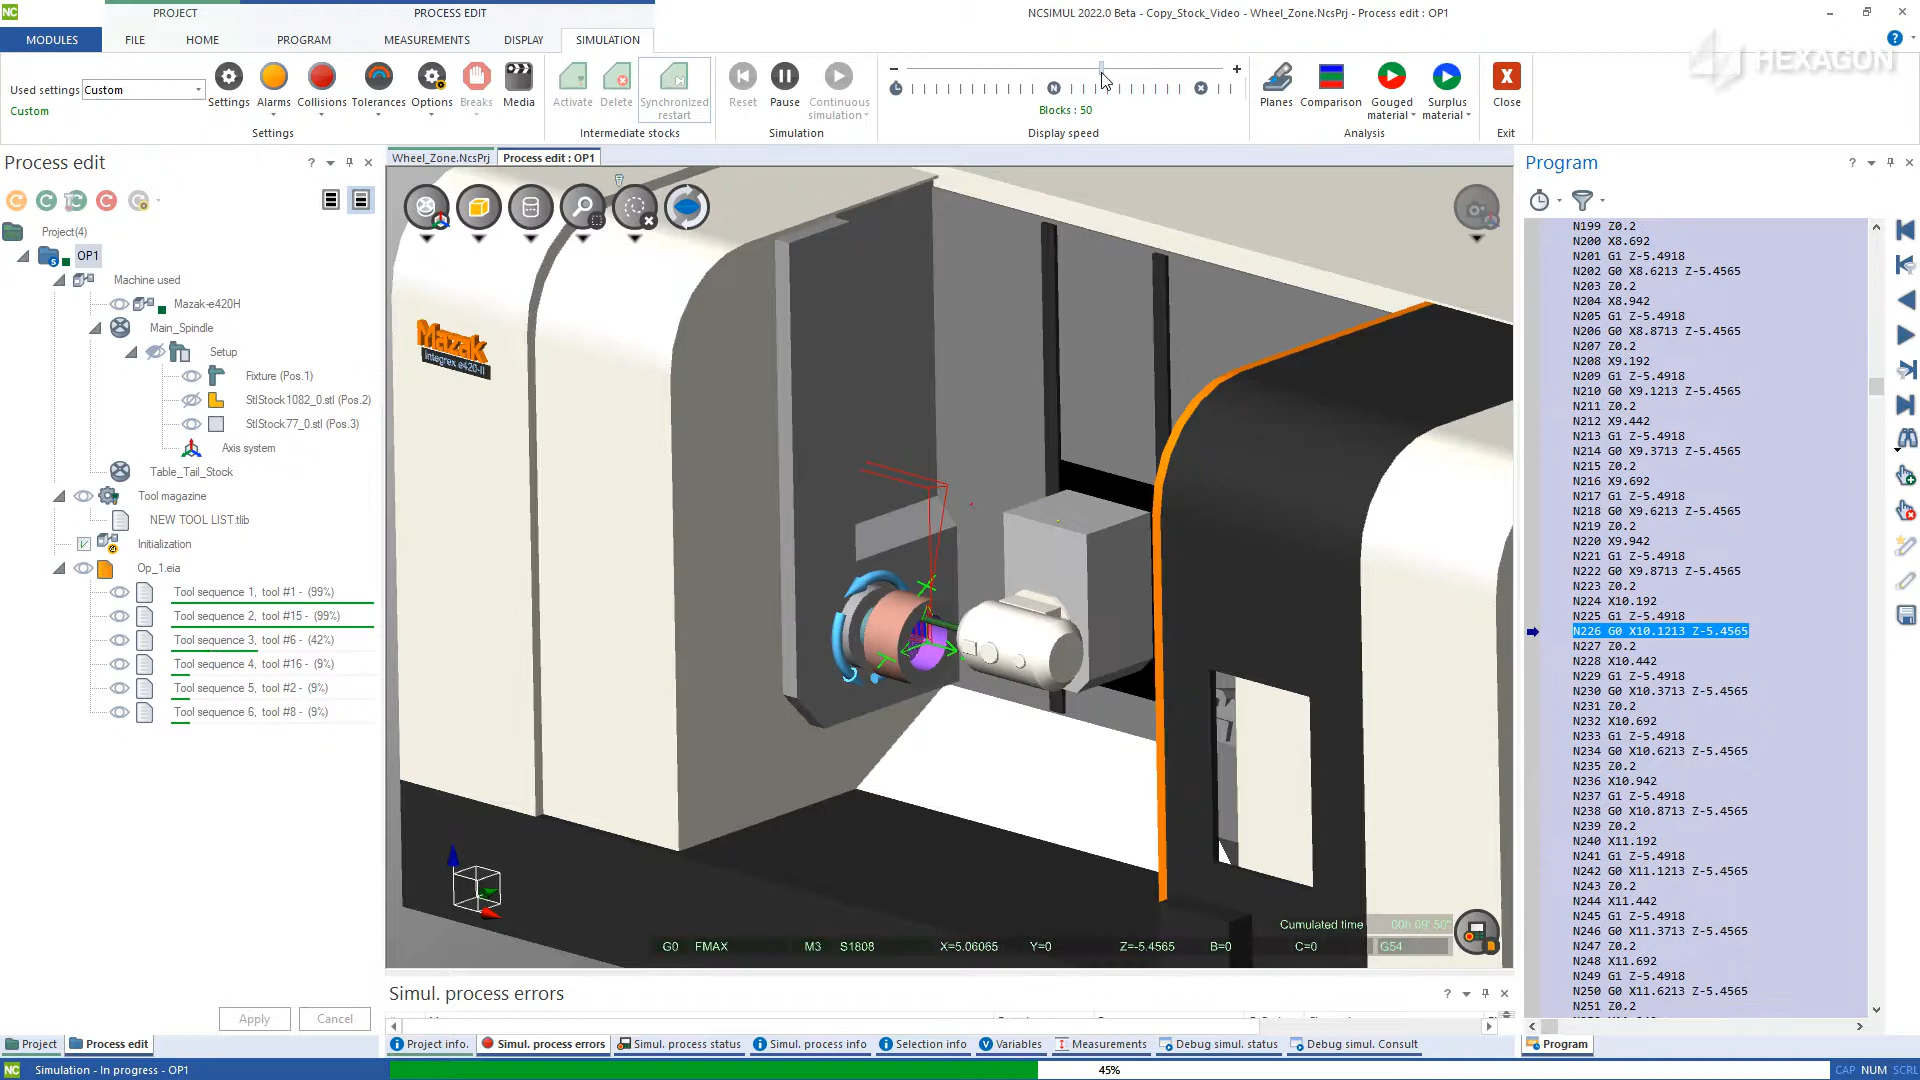 PROJECT
PROCESS EDIT
NCSIMUL 2022.0 Beta - Copy_Stock_Video - Wheel_Zone.NcsPrj - Process edit : OP1
MODULES
FILE
HOME
PROGRAM
MEASUREMENTS
DISPLAY
SIMULATION
HEXAGON
Used settings
Custom
Custom
Settings
Alarms
Collisions
Tolerances
Options
Breaks
Media
Settings
Activate
Delete
Synchronized
restart
Intermediate stocks
Reset
Pause
Continuous
simulation
Simulation
N
Blocks : 50
Display speed
Planes
Comparison
Gouged
material
Surplus
material
Analysis
Close
Exit
Process edit
Project(4)
OP1
Machine used
Mazak-e420H
Main_Spindle
Setup
Fixture (Pos.1)
StlStock1082_0.stl (Pos.2)
StlStock77_0.stl (Pos.3)
Axis system
Table_Tail_Stock
Tool magazine
NEW TOOL LIST.tlib
Initialization
Op_1.eia
Tool sequence 1, tool #1 - (99%)
Tool sequence 2, tool #15 - (99%)
Tool sequence 3, tool #6 - (42%)
Tool sequence 4, tool #16 - (9%)
Tool sequence 5, tool #2 - (9%)
Tool sequence 6, tool #8 - (9%)
Apply
Cancel
Project
Process edit
Wheel_Zone.NcsPrj
Process edit : OP1
Mazak
Integrex e420-II
Cumulated time
00h 09' 50"
G0 FMAX M3 S1808 X=5.06065 Y=0 Z=-5.4565 B=0 C=0 G54
Simul. process errors
Project info.
Simul. process errors
Simul. process status
Simul. process info
Selection info
Variables
Measurements
Debug simul. status
Debug simul. Consult
Program
N199 Z0.2
N200 X8.692
N201 G1 Z-5.4918
N202 G0 X8.6213 Z-5.4565
N203 Z0.2
N204 X8.942
N205 G1 Z-5.4918
N206 G0 X8.8713 Z-5.4565
N207 Z0.2
N208 X9.192
N209 G1 Z-5.4918
N210 G0 X9.1213 Z-5.4565
N211 Z0.2
N212 X9.442
N213 G1 Z-5.4918
N214 G0 X9.3713 Z-5.4565
N215 Z0.2
N216 X9.692
N217 G1 Z-5.4918
N218 G0 X9.6213 Z-5.4565
N219 Z0.2
N220 X9.942
N221 G1 Z-5.4918
N222 G0 X9.8713 Z-5.4565
N223 Z0.2
N224 X10.192
N225 G1 Z-5.4918
N226 G0 X10.1213 Z-5.4565
N227 Z0.2
N228 X10.442
N229 G1 Z-5.4918
N230 G0 X10.3713 Z-5.4565
N231 Z0.2
N232 X10.692
N233 G1 Z-5.4918
N234 G0 X10.6213 Z-5.4565
N235 Z0.2
N236 X10.942
N237 G1 Z-5.4918
N238 G0 X10.8713 Z-5.4565
N239 Z0.2
N240 X11.192
N241 G1 Z-5.4918
N242 G0 X11.1213 Z-5.4565
N243 Z0.2
N244 X11.442
N245 G1 Z-5.4918
N246 G0 X11.3713 Z-5.4565
N247 Z0.2
N248 X11.692
N249 G1 Z-5.4918
N250 G0 X11.6213 Z-5.4565
N251 Z0.2
Program
NC
Simulation - In progress - OP1
45%
CAP NUM SCRL